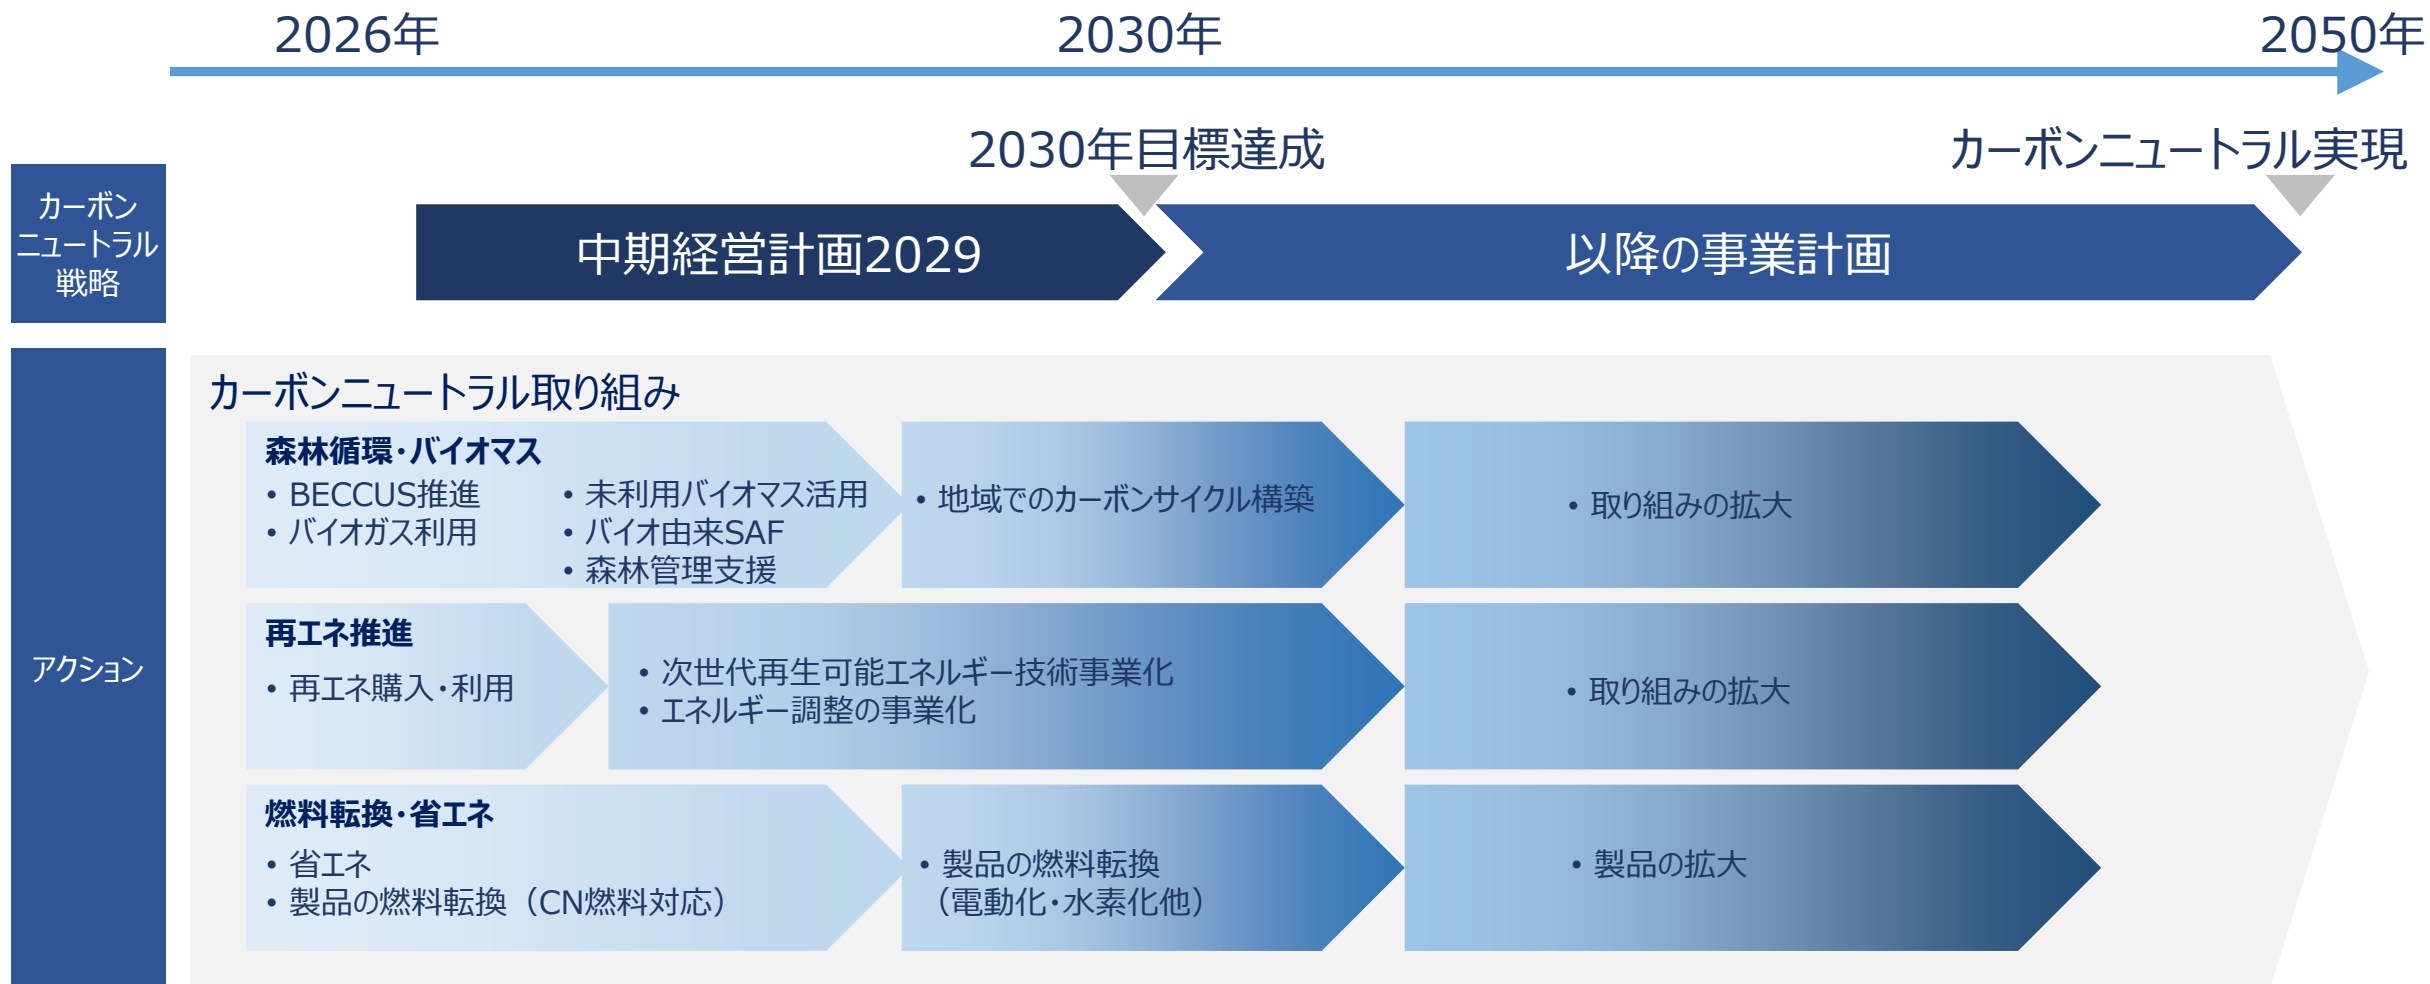 2026年
2030年
2050年
2030年目標達成
カーボンニュートラル実現
カーボン
ニュートラル
戦略
中期経営計画2029
以降の事業計画
アクション
カーボンニュートラル取り組み
森林循環・バイオマス
• BECCUS推進
• バイオガス利用
• 未利用バイオマス活用
• バイオ由来SAF
• 森林管理支援
• 地域でのカーボンサイクル構築
• 取り組みの拡大
再エネ推進
• 再エネ購入・利用
• 次世代再生可能エネルギー技術事業化
• エネルギー調整の事業化
• 取り組みの拡大
燃料転換・省エネ
• 省エネ
• 製品の燃料転換（CN燃料対応）
• 製品の燃料転換
（電動化・水素化他）
• 製品の拡大